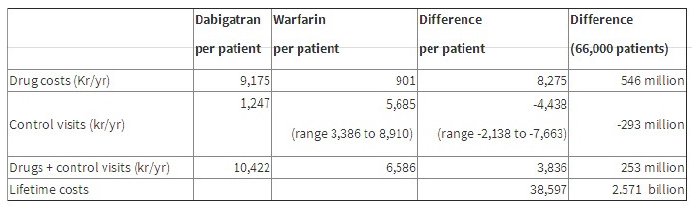 Dabigatran Warfarin Difference Difference
per patient per patient per patient (66,000 patients)
Drug costs (Kr/yr) 9,175 901 8,275 546 million
Control visits (kr/yr) 1,247 5,685 -4,438 -293 million
(range 3,386 to 8,910) (range -2,138 to -7,663)
Drugs + control visits (kr/yr) 10,422 6,586 3,836 253 million
Lifetime costs 38,597 2.571 billion